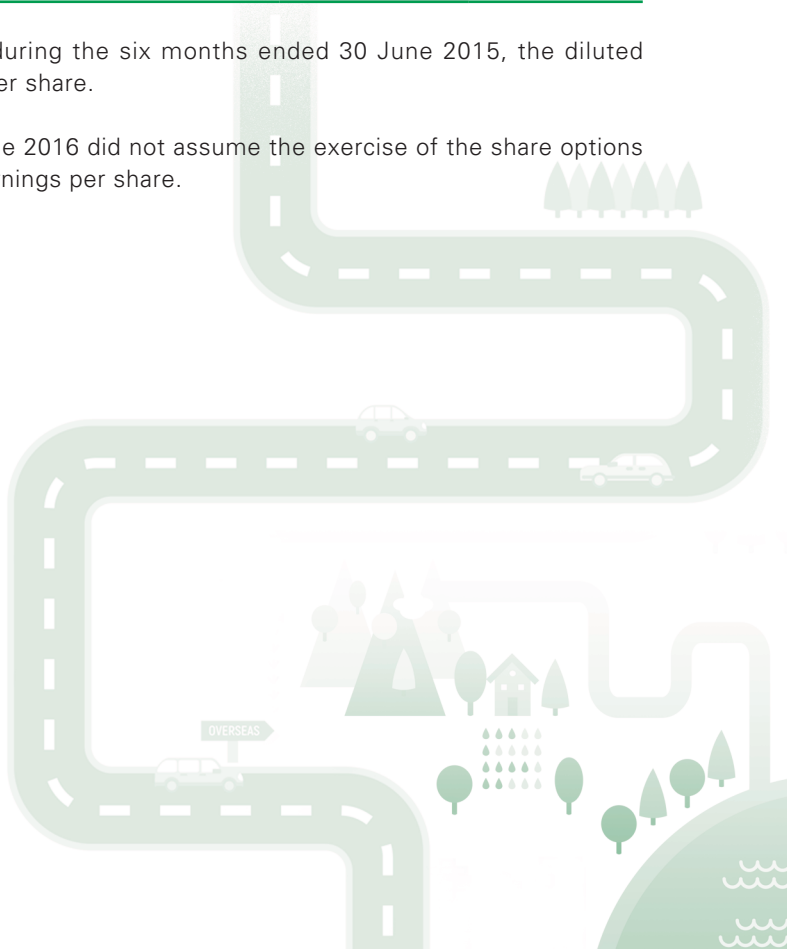 during the six months ended 30 June 2015, the diluted
er share.
e 2016 did not assume the exercise of the share options
nings per share.
OVERSEAS